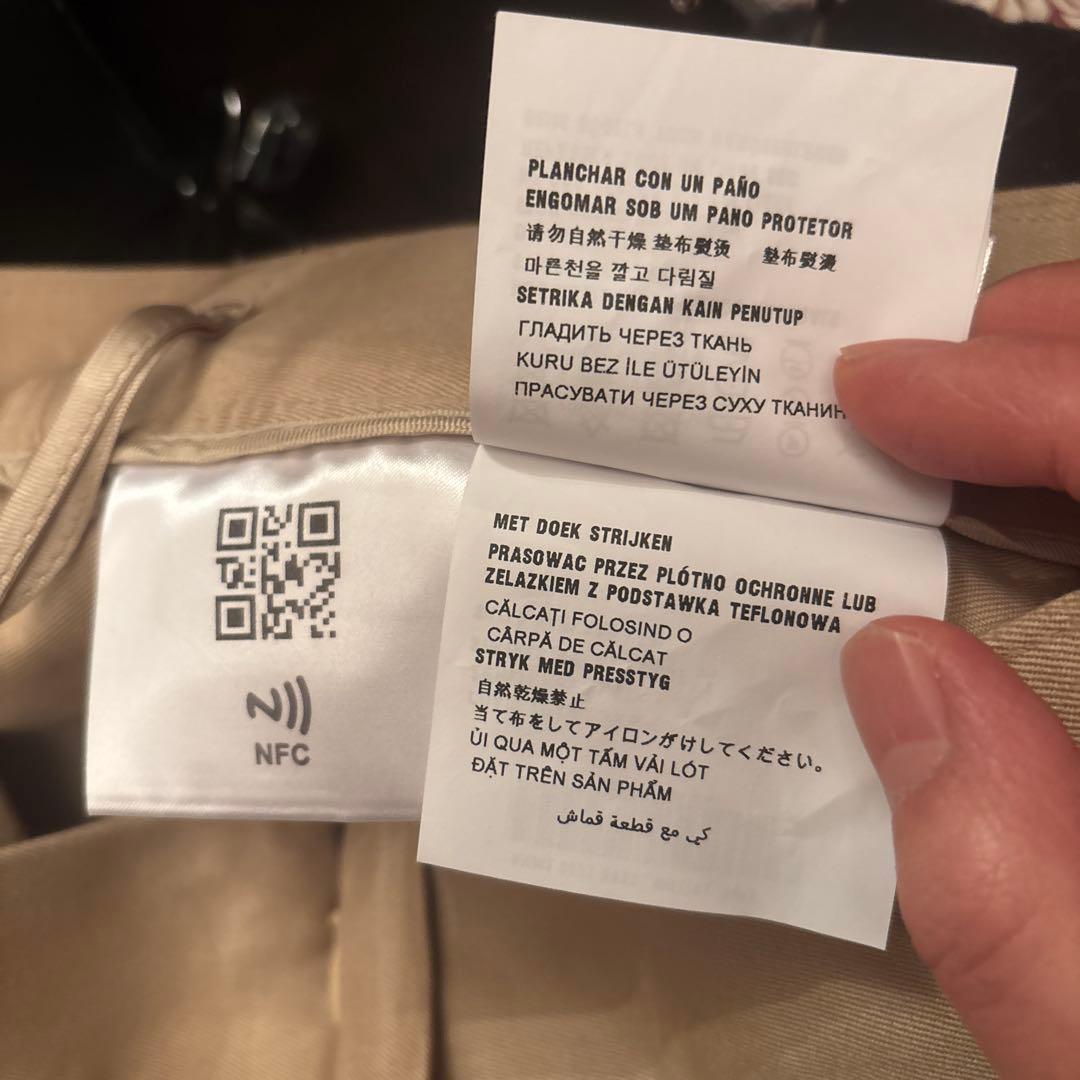 PLANCHAR CON UN PAÑO
ENGOMAR SOB UM PANO PROTETOR
请勿自然干燥 垫布熨烫 墊布熨燙
마른천을 깔고 다림질
SETRIKA DENGAN KAIN PENUTUP
ГЛАДИТЬ ЧЕРЕЗ ТКАНЬ
KURU BEZ İLE ÜTÜLEYİN
ПРАСУВАТИ ЧЕРЕЗ СУХУ
MET DOEK STRIJKEN
PRASOWAC PRZEZ PLÓTNO OCHRONNE LUB
ZELAZKIEM Z PODSTAWKA TEFLONOWA
CĂLCAȚI FOLOSIND O
CÂRPĂ DE CĂLCAT
STRYK MED PRESSTYG
自然乾燥禁止
当て布をしてアイロンがけしてください。
ỦI QUA MỘT TẤM VẢI LÓT
ĐẶT TRÊN SẢN PHẨM
كي مع قطعة قماش
NFC